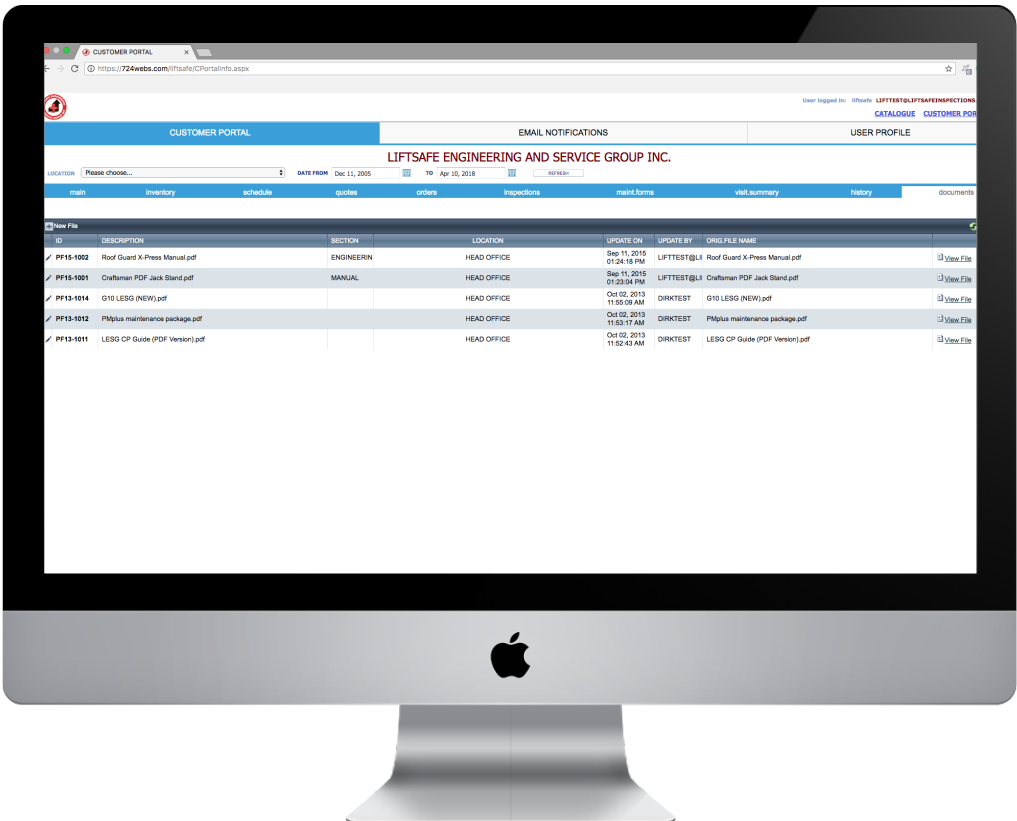 CUSTOMER PORTAL
https://724webs.com/liftsafe/CPortalInfo.aspx
User logged in: liftsafe LIFTTEST@LIFTSAFEINSPECTIONS
CATALOGUE CUSTOMER POR
CUSTOMER PORTAL EMAIL NOTIFICATIONS USER PROFILE
LIFTSAFE ENGINEERING AND SERVICE GROUP INC.
LOCATION Please choose... DATE FROM Dec 11, 2005 TO Apr 10, 2018 REFRESH
main inventory schedule quotes orders inspections maint.forms visit.summary history documents
New File
ID DESCRIPTION SECTION LOCATION UPDATE ON UPDATE BY ORIG.FILE NAME
PF15-1002 Roof Guard X-Press Manual.pdf ENGINEERIN HEAD OFFICE Sep 11, 2015 01:24:18 PM LIFTTEST@LI Roof Guard X-Press Manual.pdf View File
PF15-1001 Craftsman PDF Jack Stand.pdf MANUAL HEAD OFFICE Sep 11, 2015 01:23:04 PM LIFTTEST@LI Craftsman PDF Jack Stand.pdf View File
PF13-1014 G10 LESG (NEW).pdf HEAD OFFICE Oct 02, 2013 11:55:09 AM DIRKTEST G10 LESG (NEW).pdf View File
PF13-1012 PMplus maintenance package.pdf HEAD OFFICE Oct 02, 2013 11:53:17 AM DIRKTEST PMplus maintenance package.pdf View File
PF13-1011 LESG CP Guide (PDF Version).pdf HEAD OFFICE Oct 02, 2013 11:52:43 AM DIRKTEST LESG CP Guide (PDF Version).pdf View File